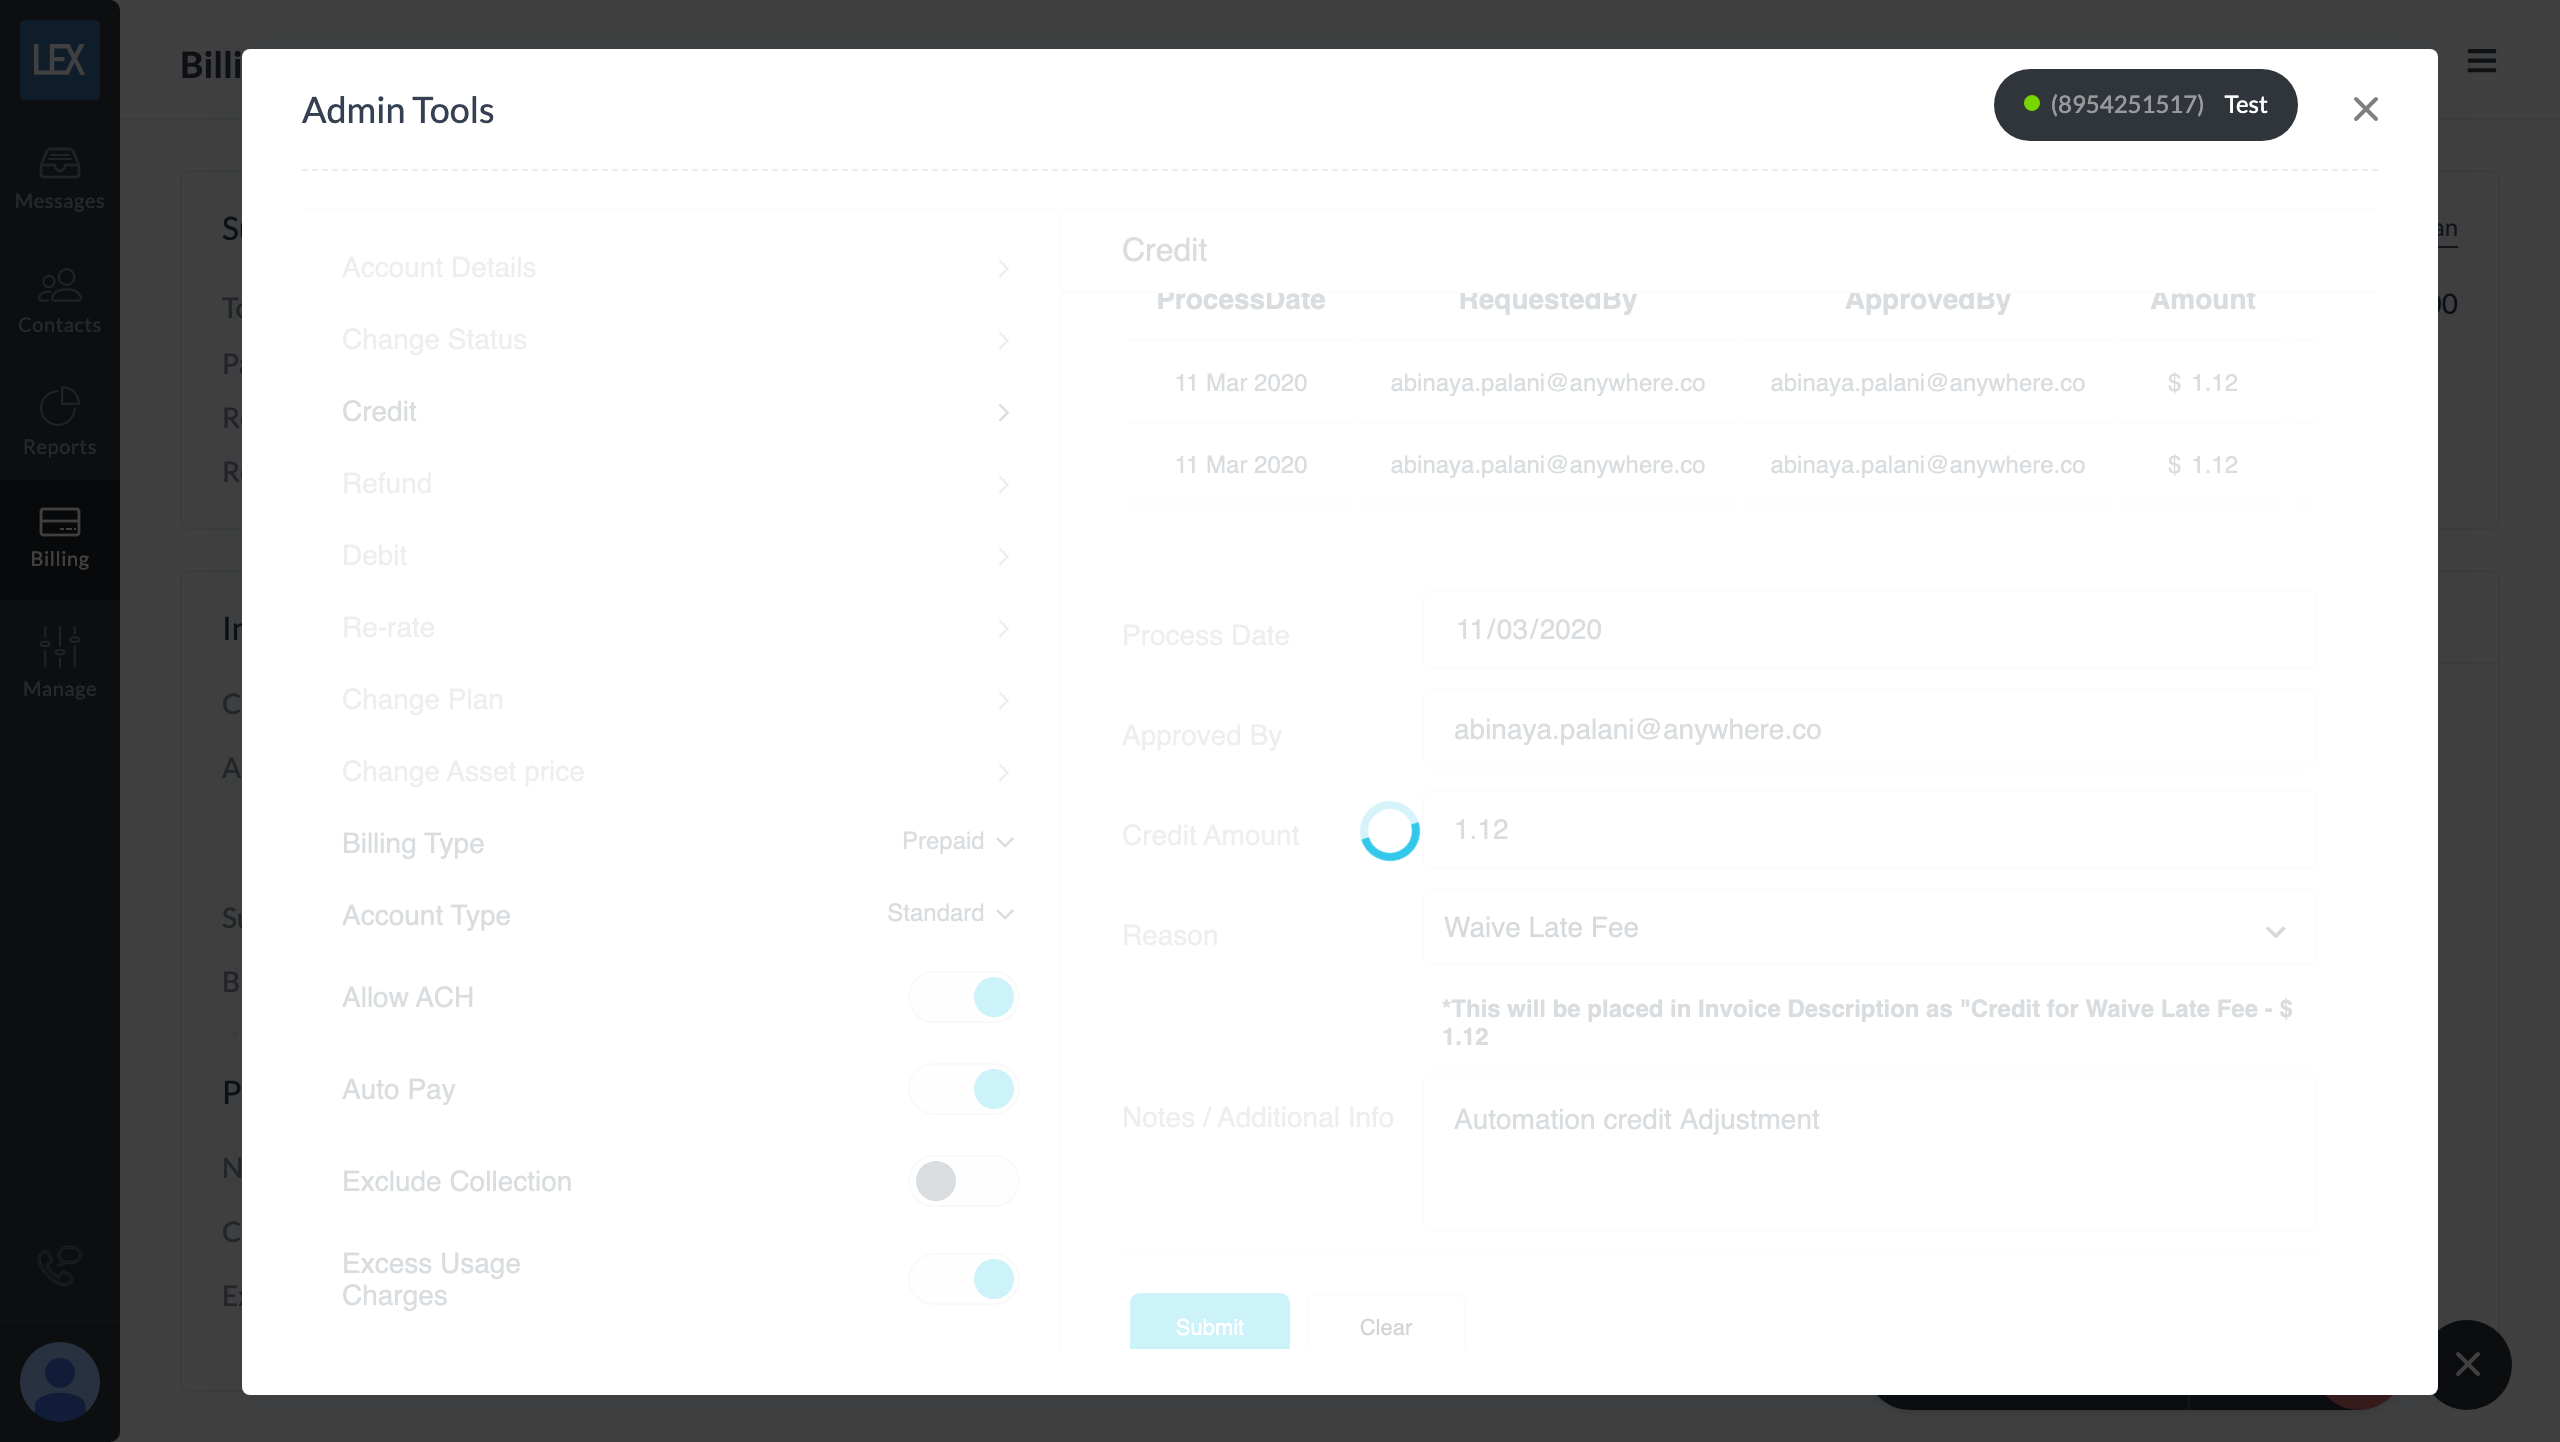 LEX
Messages
Contacts
Reports
Billing
Manage
Billi
Admin Tools
(8954251517) Test
Account Details
Change Status
Credit
Refund
Debit
Re-rate
Change Plan
Change Asset price
Billing Type Prepaid
Account Type Standard
Allow ACH
Auto Pay
Exclude Collection
Excess Usage
Charges
Credit
ProcessDate RequestedBy ApprovedBy Amount
11 Mar 2020 abinaya.palani@anywhere.co abinaya.palani@anywhere.co $ 1.12
11 Mar 2020 abinaya.palani@anywhere.co abinaya.palani@anywhere.co $ 1.12
Process Date 11/03/2020
Approved By abinaya.palani@anywhere.co
Credit Amount 1.12
Reason Waive Late Fee
*This will be placed in Invoice Description as "Credit for Waive Late Fee - $
1.12
Notes / Additional Info Automation credit Adjustment
Submit Clear